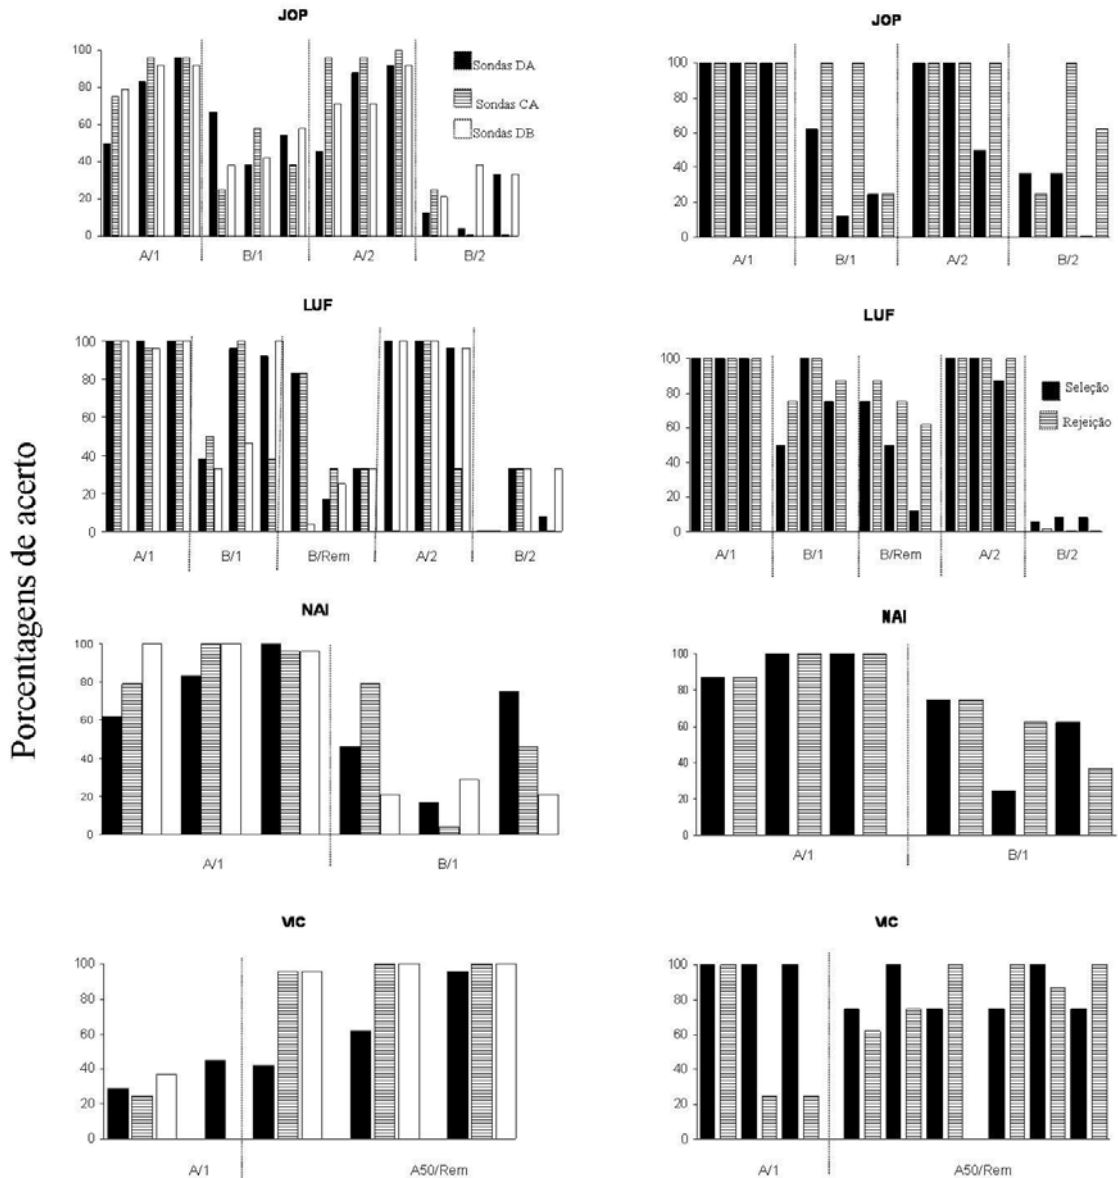 Porcentagens de acerto
JOP
100
80
60
40
20
0
A/1 B/1 A/2 B/2
Sondas DA
Sondas CA
Sondas DB
JOP
100
80
60
40
20
0
A/1 B/1 A/2 B/2
LUF
100
80
60
40
20
0
A/1 B/1 B/Rem A/2 B/2
LUF
100
80
60
40
20
0
A/1 B/1 B/Rem A/2 B/2
Seleção
Rejeição
NAI
100
80
60
40
20
0
A/1 B/1
NAI
100
80
60
40
20
0
A/1 B/1
VIC
100
80
60
40
20
0
A/1 A50/Rem
VIC
100
80
60
40
20
0
A/1 A50/Rem